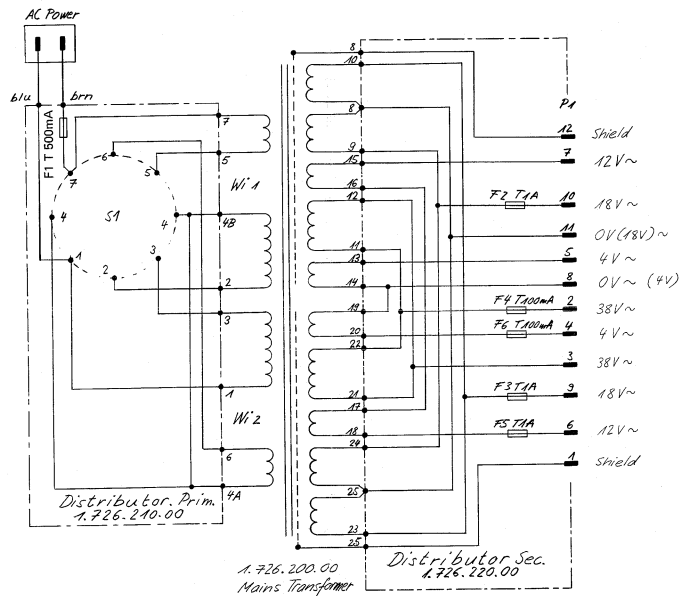 AC Power
blu
brn
F1 T 500mA
7
6
5
4
S1
4
3
1
2
7
5
Wi 1
4B
2
3
1
Wi 2
6
4A
Distributor. Prim.
1.726.210.00
8
10
8
9
15
16
12
11
13
14
19
20
22
21
17
18
24
25
23
25
1.726.200.00
Mains Transformer
P1
12 Shield
7 12V~
F2 T1A 10 18V~
11 0V(18V)~
5 4V~
8 0V~ (4V)
F4 T100mA 2 38V~
F6 T100mA 4 4V~
3 38V~
F3 T1A 9 18V~
F5 T1A 6 12V~
1 Shield
Distributor Sec.
1.726.220.00